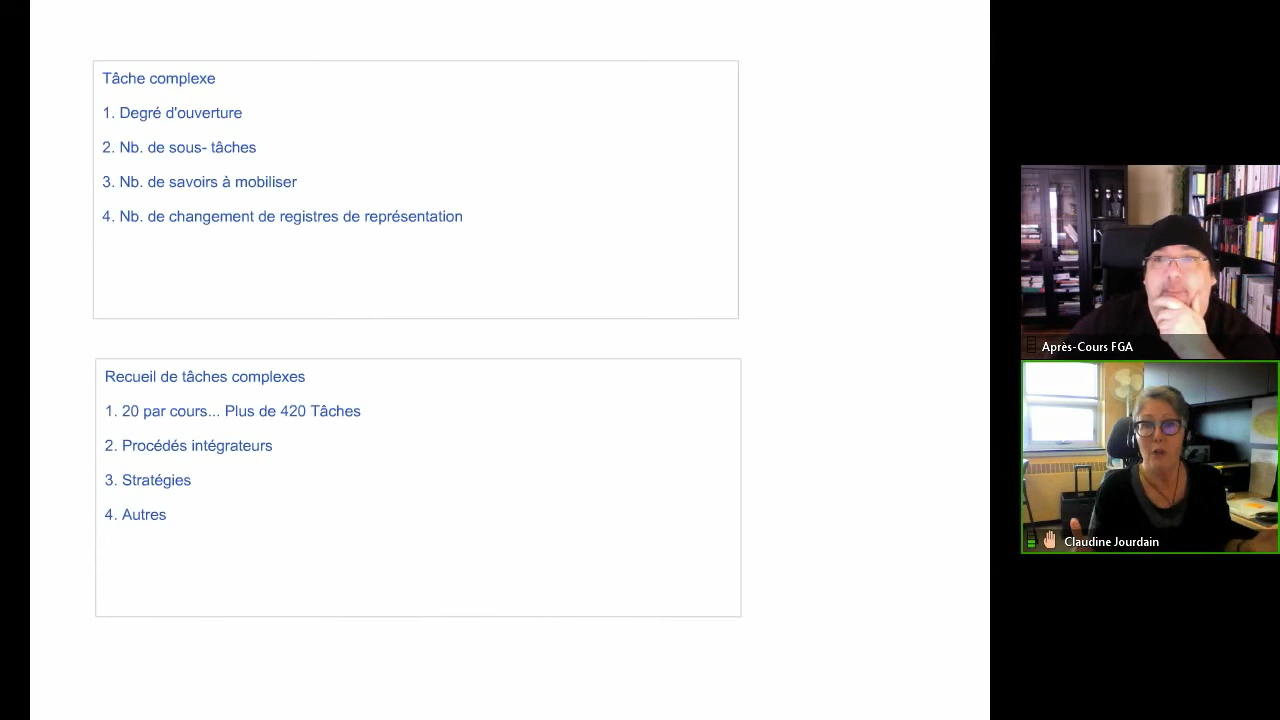 Tâche complexe
1. Degré d'ouverture
2. Nb. de sous- tâches
3. Nb. de savoirs à mobiliser
4. Nb. de changement de registres de représentation
Recueil de tâches complexes
1. 20 par cours... Plus de 420 Tâches
2. Procédés intégrateurs
3. Stratégies
4. Autres
Après-Cours FGA
Claudine Jourdain